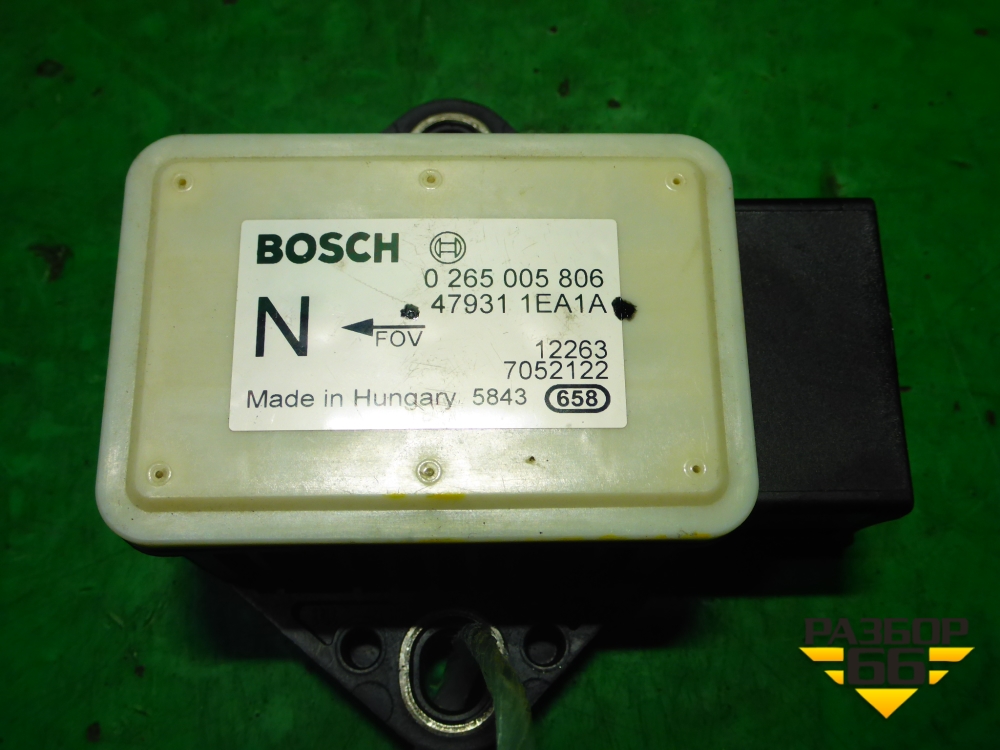 BOSCH
0 265 005 806
47931 1EA1A
N
FOV
12263
7052122
Made in Hungary 5843 658
РАЗБОР
66